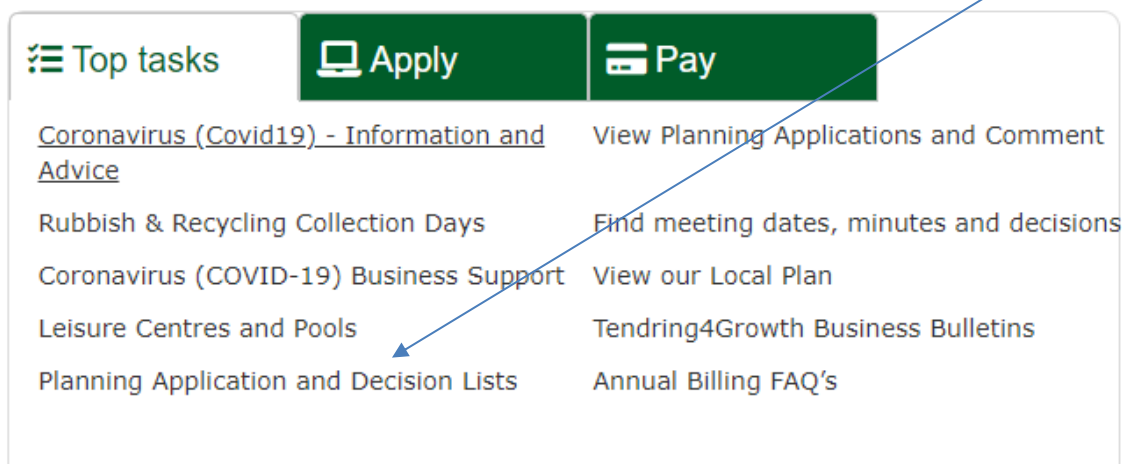 Top tasks
Apply
Pay
Coronavirus (Covid19) - Information and
Advice
View Planning Applications and Comment
Rubbish & Recycling Collection Days
Find meeting dates, minutes and decisions
Coronavirus (COVID-19) Business Support
View our Local Plan
Leisure Centres and Pools
Tendring4Growth Business Bulletins
Planning Application and Decision Lists
Annual Billing FAQ’s